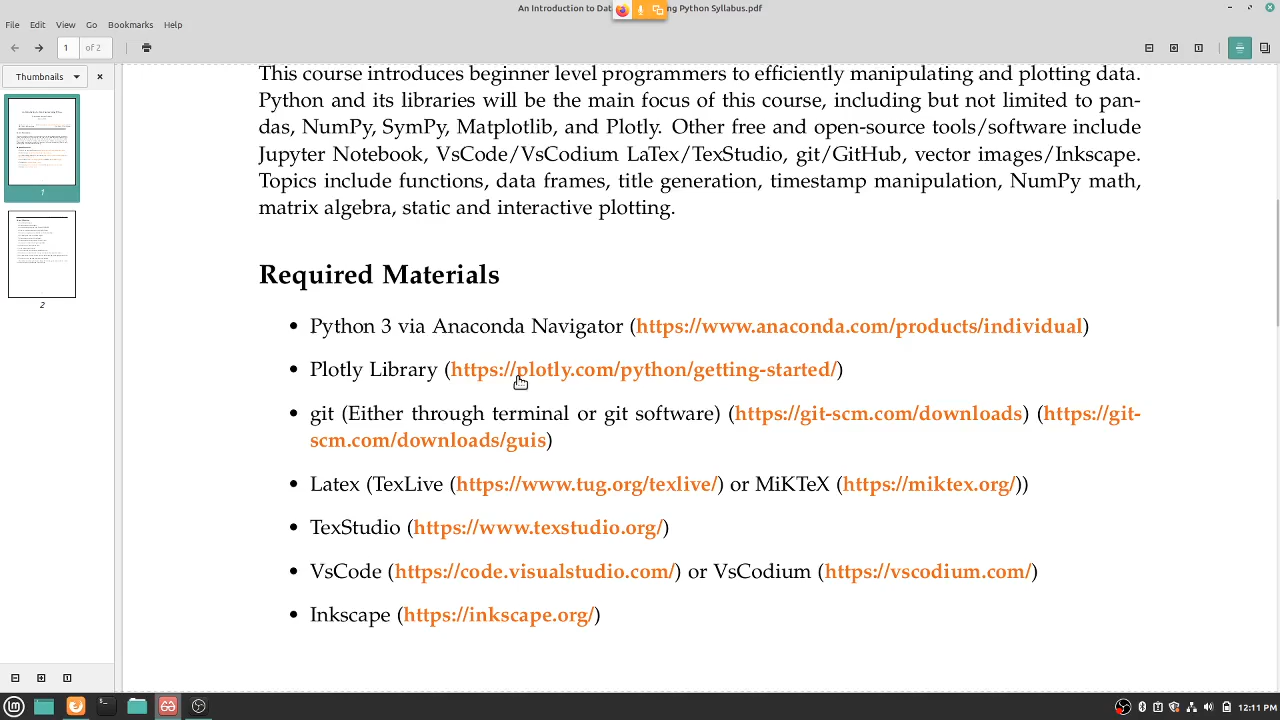 An Introduction to Dat ng Python Syllabus.pdf
File Edit View Go Bookmarks Help
1 of 2
Thumbnails
This course introduces beginner level programmers to efficiently manipulating and plotting data.
Python and its libraries will be the main focus of this course, including but not limited to pan-
das, NumPy, SymPy, Matplotlib, and Plotly. Other free and open-source tools/software include
Jupyter Notebook, VsCode/VsCodium LaTex/TexStudio, git/GitHub, vector images/Inkscape.
Topics include functions, data frames, title generation, timestamp manipulation, NumPy math,
matrix algebra, static and interactive plotting.
Required Materials
• Python 3 via Anaconda Navigator (https://www.anaconda.com/products/individual)
• Plotly Library (https://plotly.com/python/getting-started/)
• git (Either through terminal or git software) (https://git-scm.com/downloads) (https://git-
scm.com/downloads/guis)
• Latex (TexLive (https://www.tug.org/texlive/) or MiKTeX (https://miktex.org/))
• TexStudio (https://www.texstudio.org/)
• VsCode (https://code.visualstudio.com/) or VsCodium (https://vscodium.com/)
• Inkscape (https://inkscape.org/)
1
2
12:11 PM